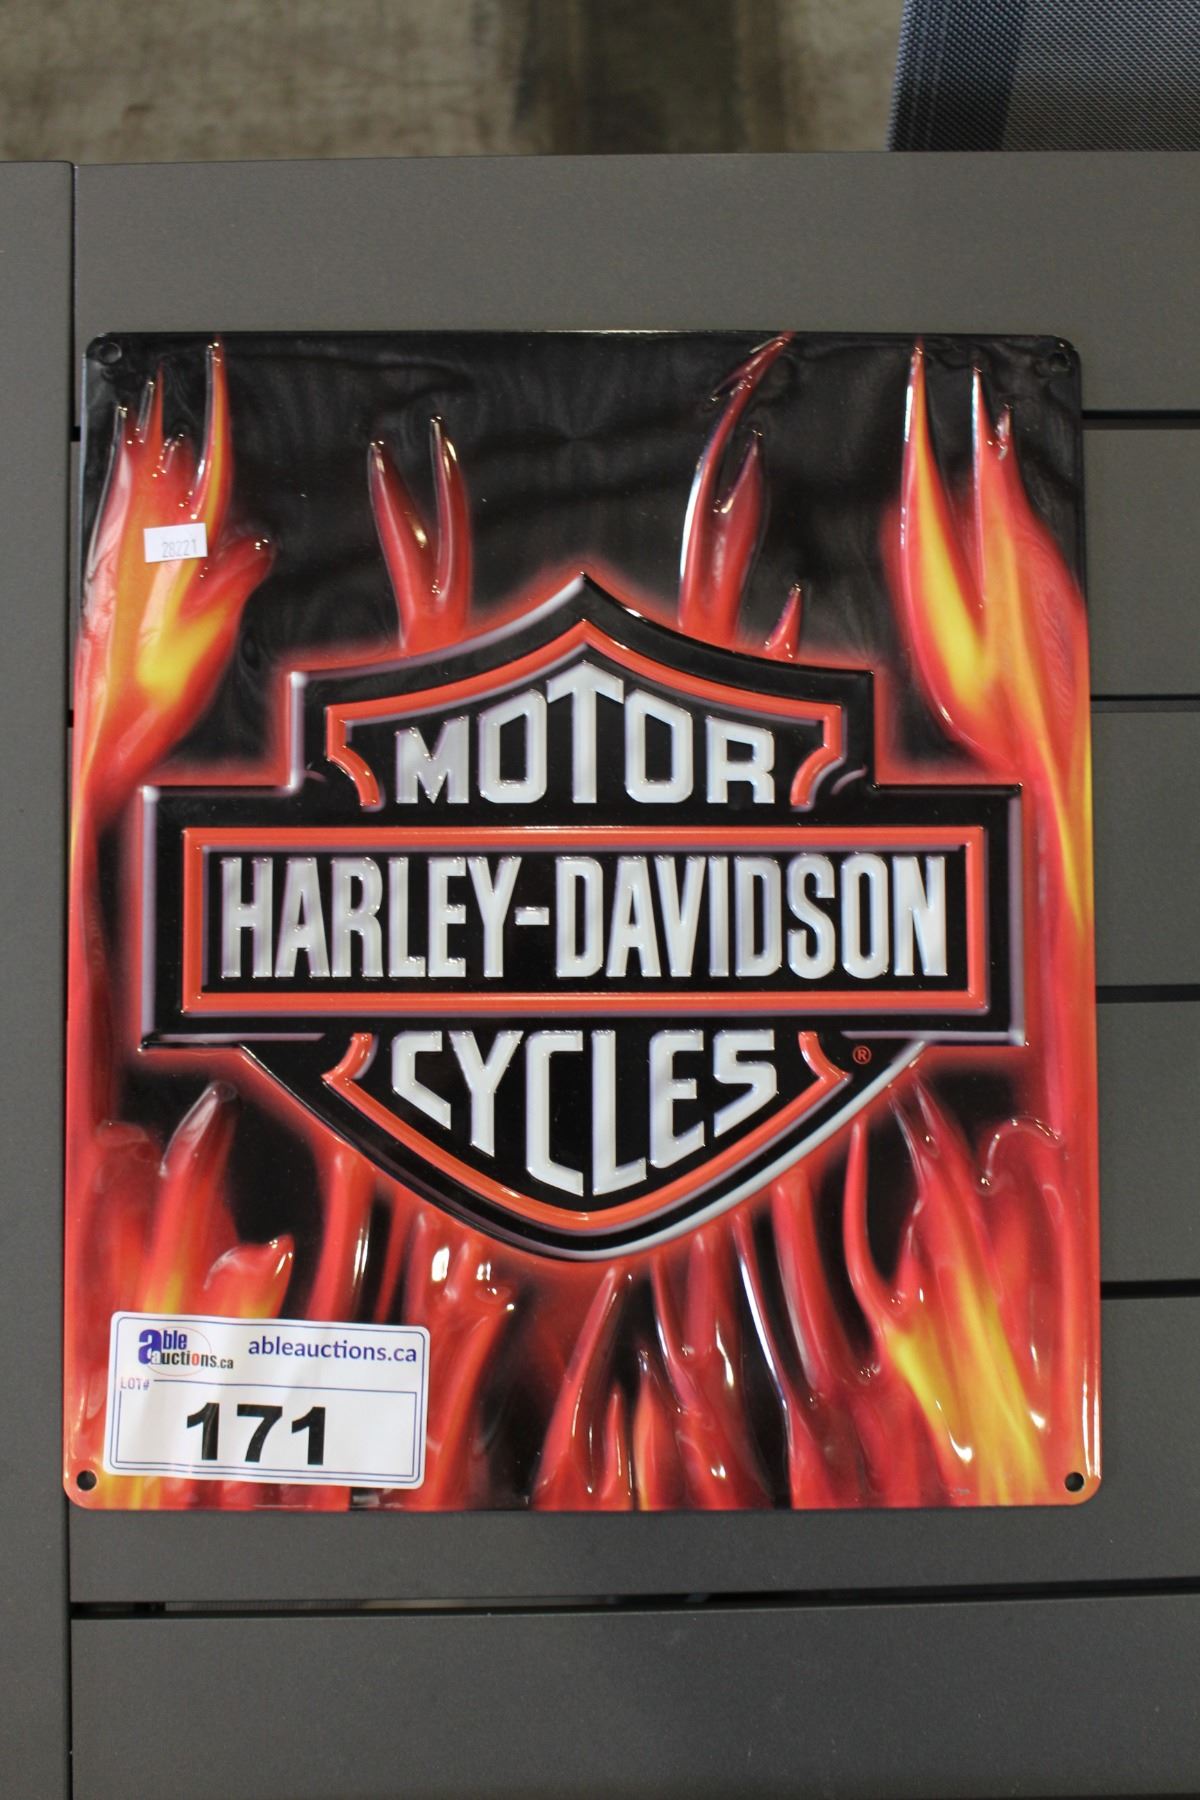 28221
MOTOR
HARLEY-DAVIDSON
CYCLES
®
able auctions.ca
ableauctions.ca
LOT#
171